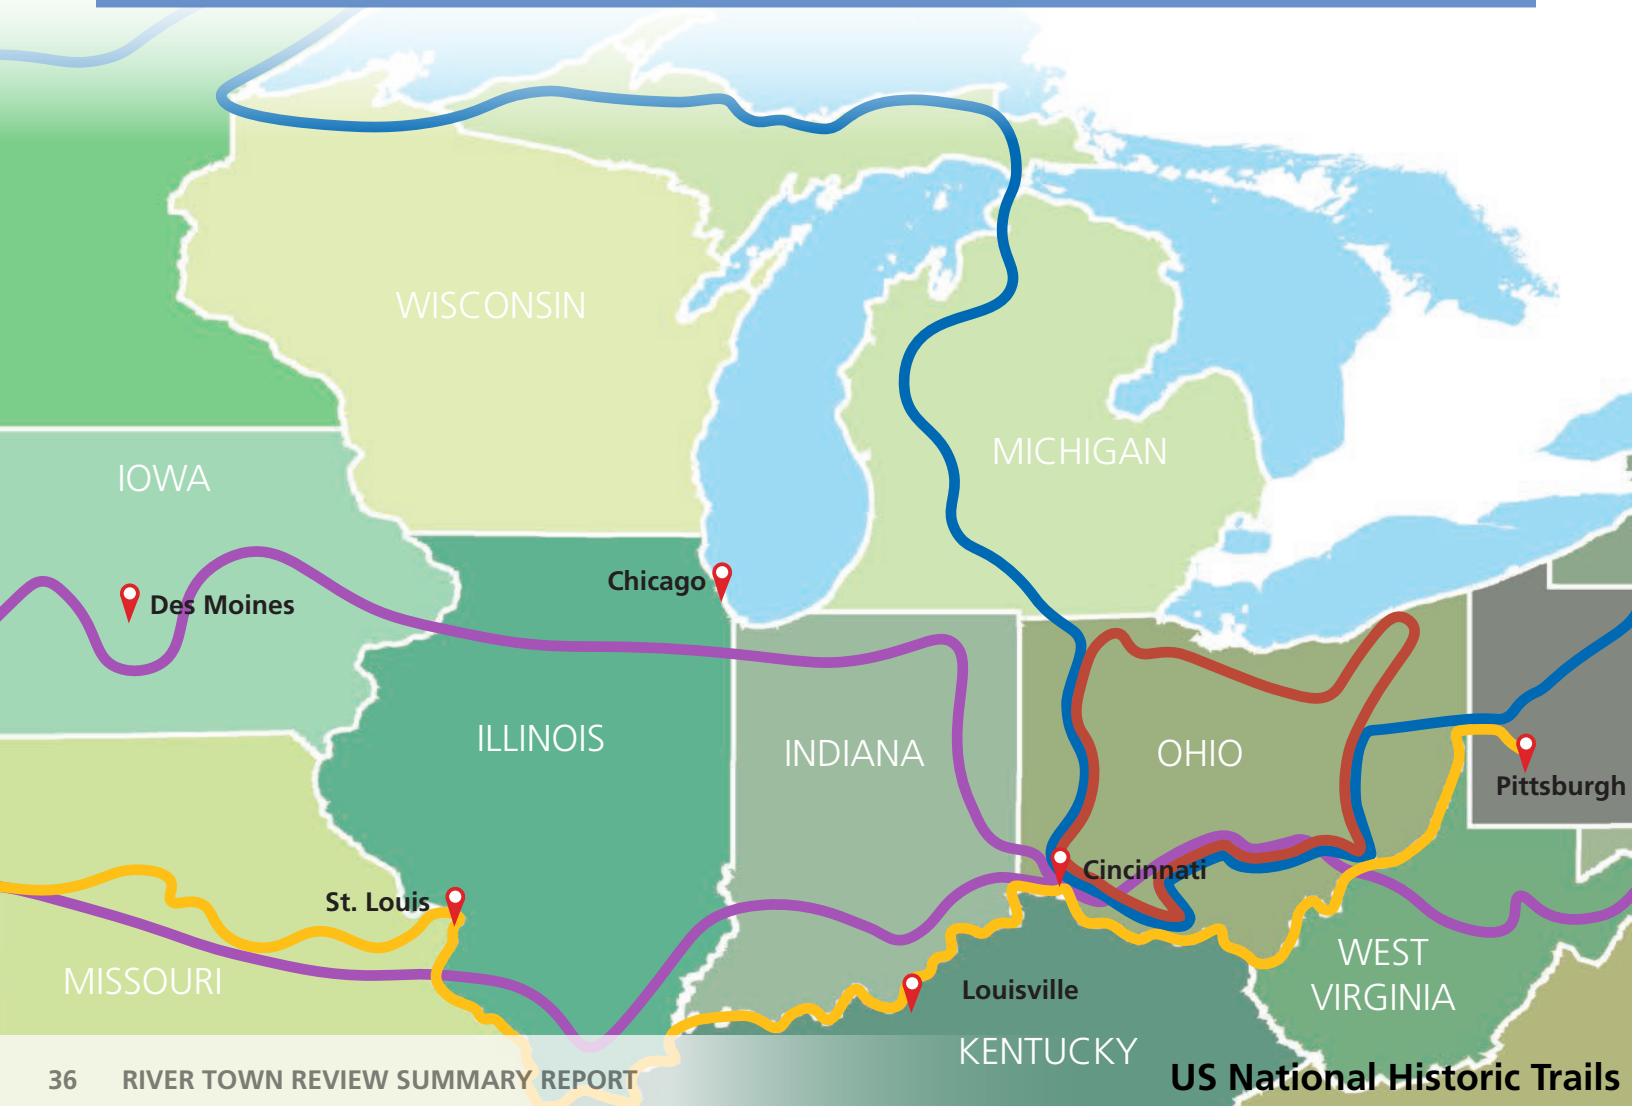 WISCONSIN
MICHIGAN
IOWA
Chicago
Des Moines
ILLINOIS
INDIANA
OHIO
Pittsburgh
Cincinnati
St. Louis
MISSOURI
Louisville
WEST
VIRGINIA
KENTUCKY
36 RIVER TOWN REVIEW SUMMARY REPORT
US National Historic Trails